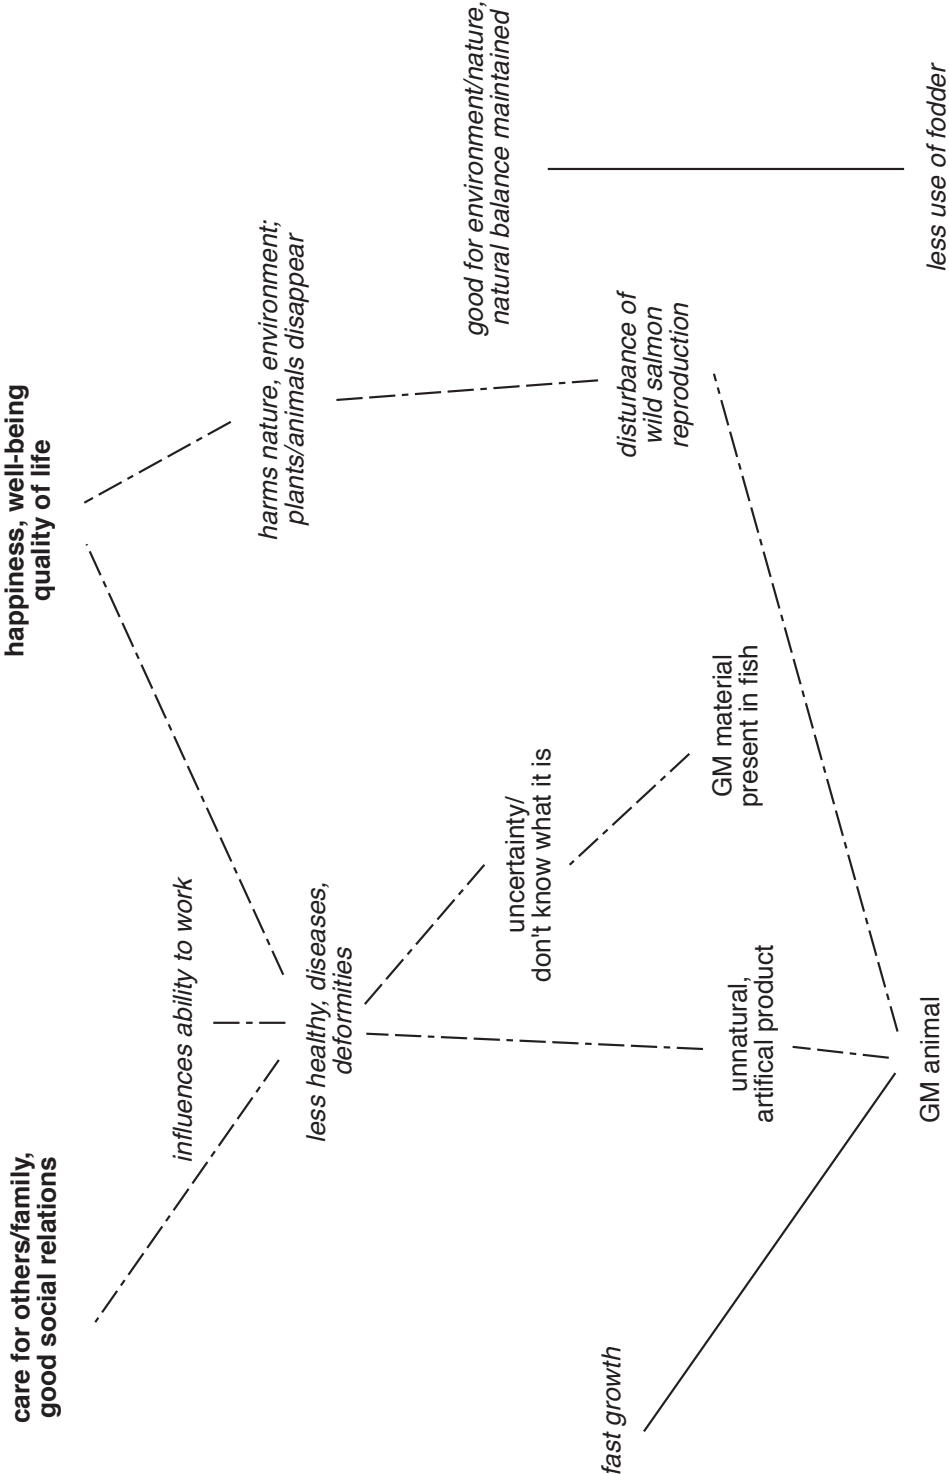 care for others/family,
good social relations
happiness, well-being
quality of life
influences ability to work
harms nature, environment;
plants/animals disappear
less healthy, diseases,
deformities
good for environment/nature,
natural balance maintained
uncertainty/
don't know what it is
disturbance of
wild salmon
reproduction
fast growth
GM material
present in fish
unnatural,
artifical product
GM animal
less use of fodder